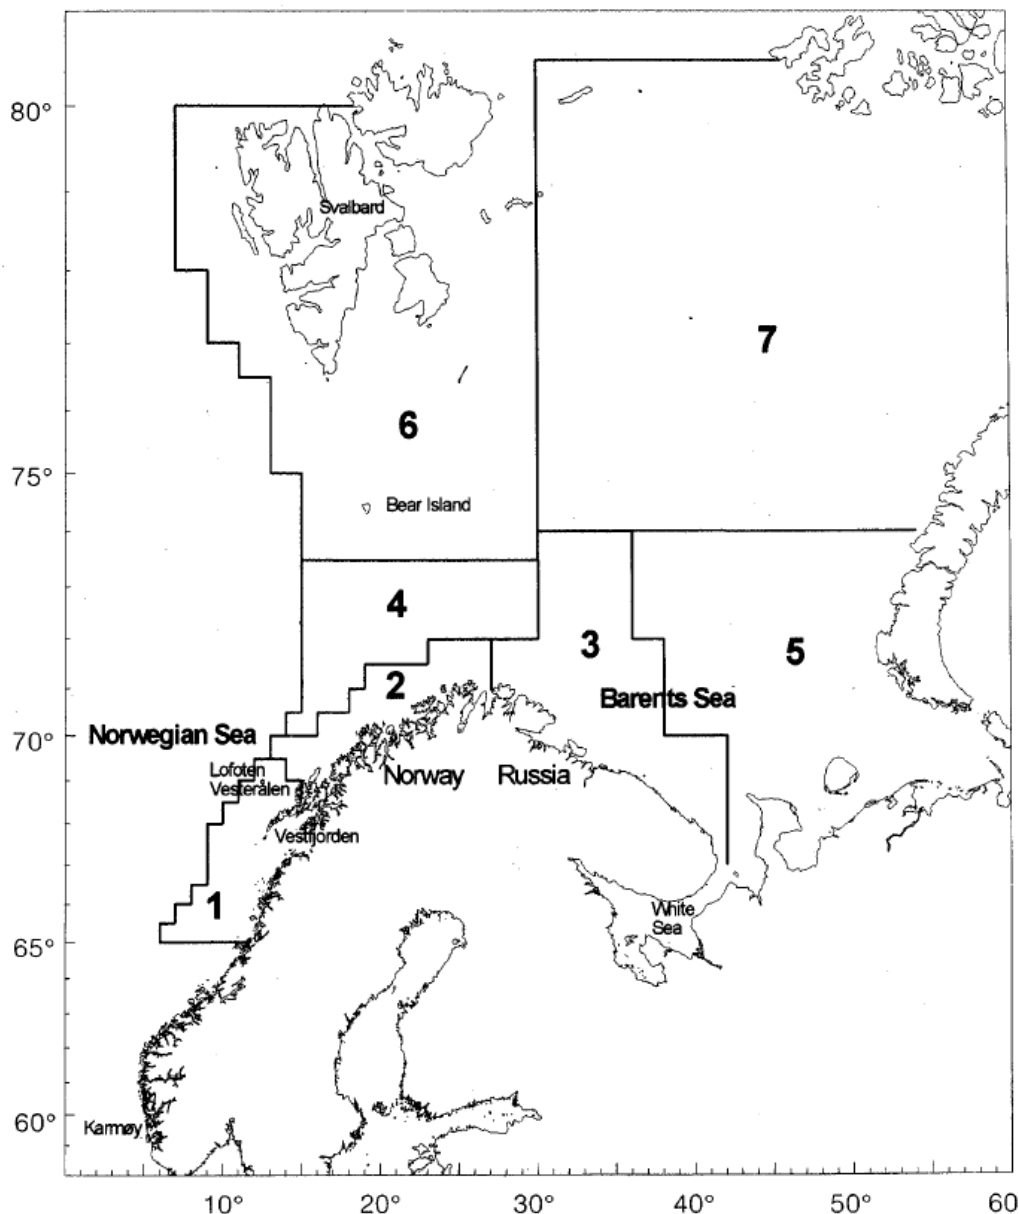 80°
Svalbard
7
6
75°
Bear Island
4
3
5
2
Barents Sea
Norwegian Sea
70°
Lofoten
Vesterålen
Norway
Russia
Vestfjorden
1
White
Sea
65°
60°
Karmøy
10°
20°
30°
40°
50°
60